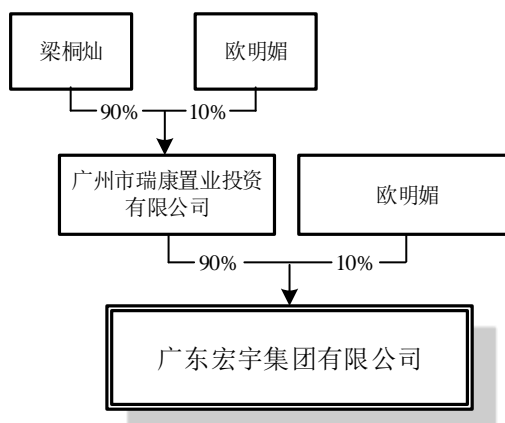 梁桐灿
欧明媚
90%
10%
广州市瑞康置业投资
有限公司
欧明媚
90%
10%
广东宏宇集团有限公司